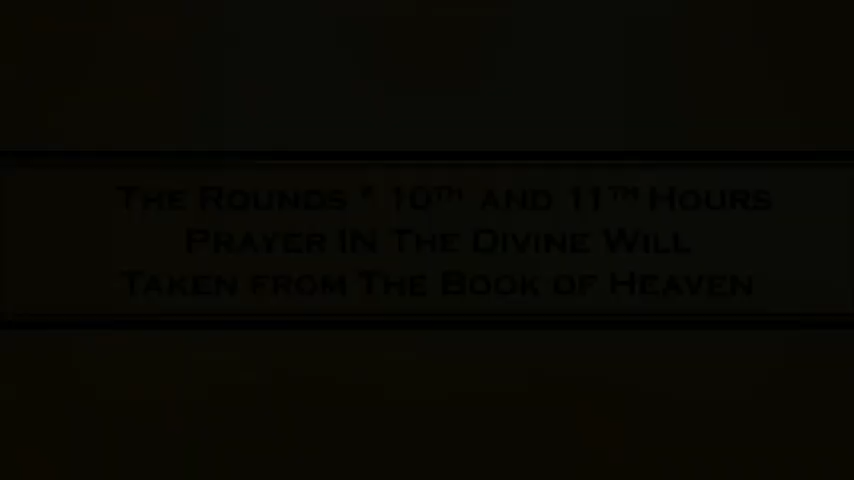 The Rounds * 10th and 11th Hours
Prayer in The Divine Will
Taken from The Book of Heaven